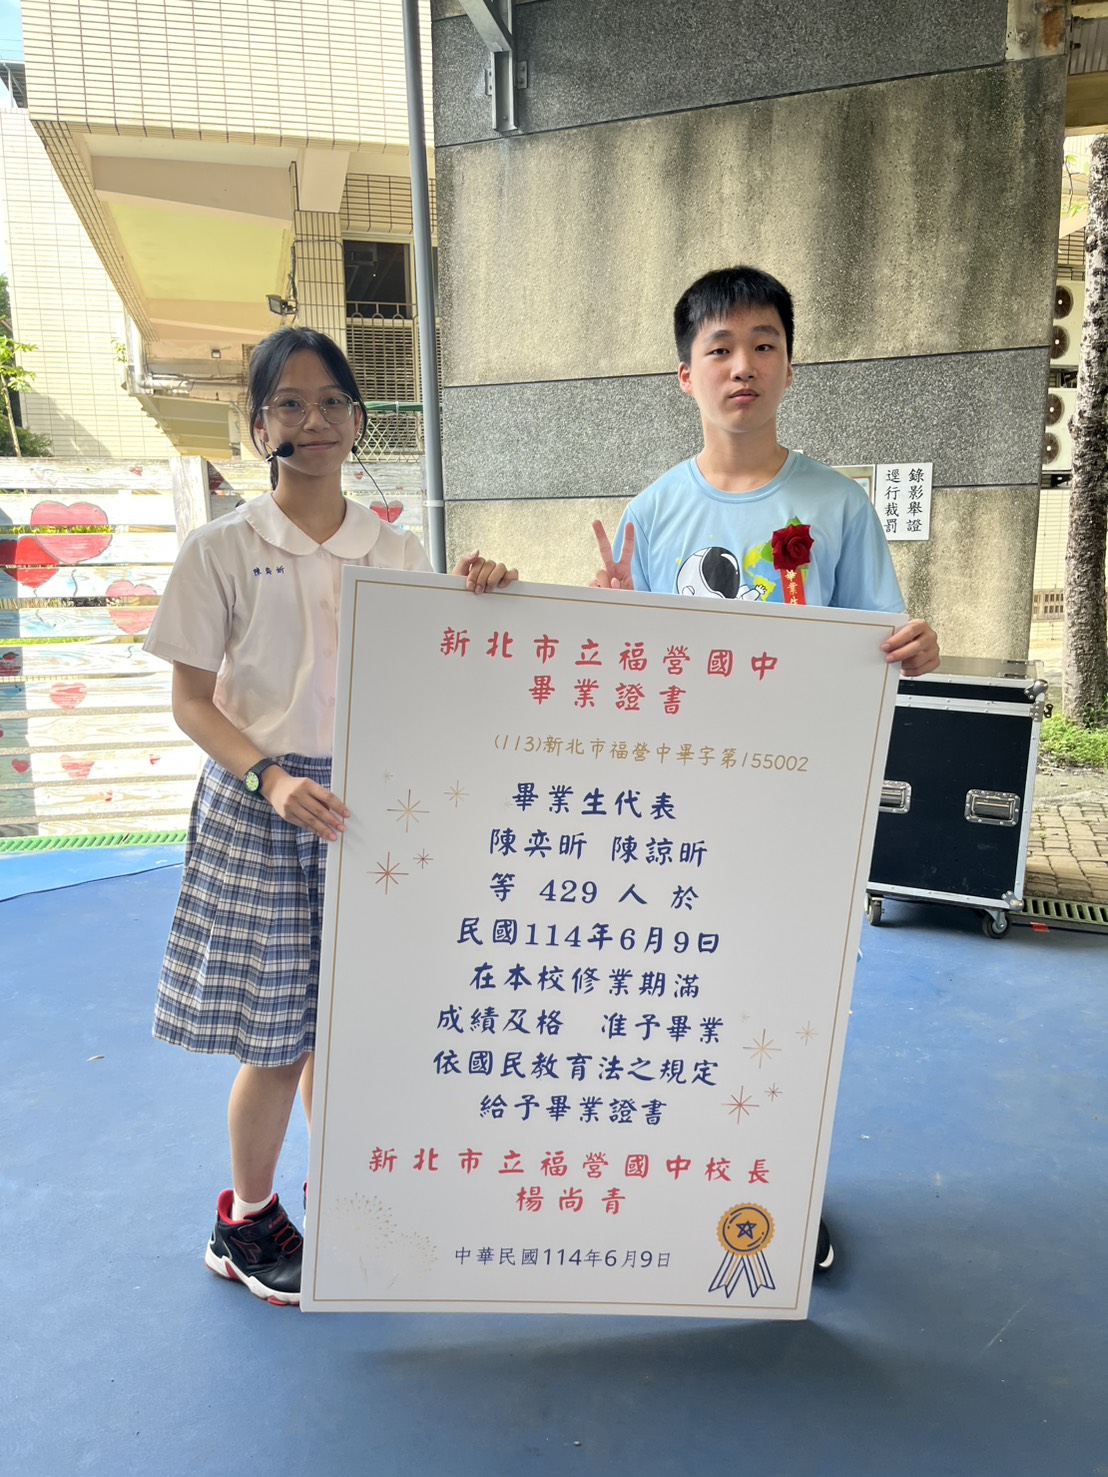 新北市立福營國中
畢業證書
(113)新北市福營中畢字第155002
畢業生代表
陳奕昕 陳諒昕
等 429 人 於
民國114年6月9日
在本校修業期滿
成績及格 准予畢業
依國民教育法之規定
給予畢業證書
新北市立福營國中校長
楊尚青
中華民國114年6月9日
陳奕昕
畢業生
錄影舉證
逕行裁罰